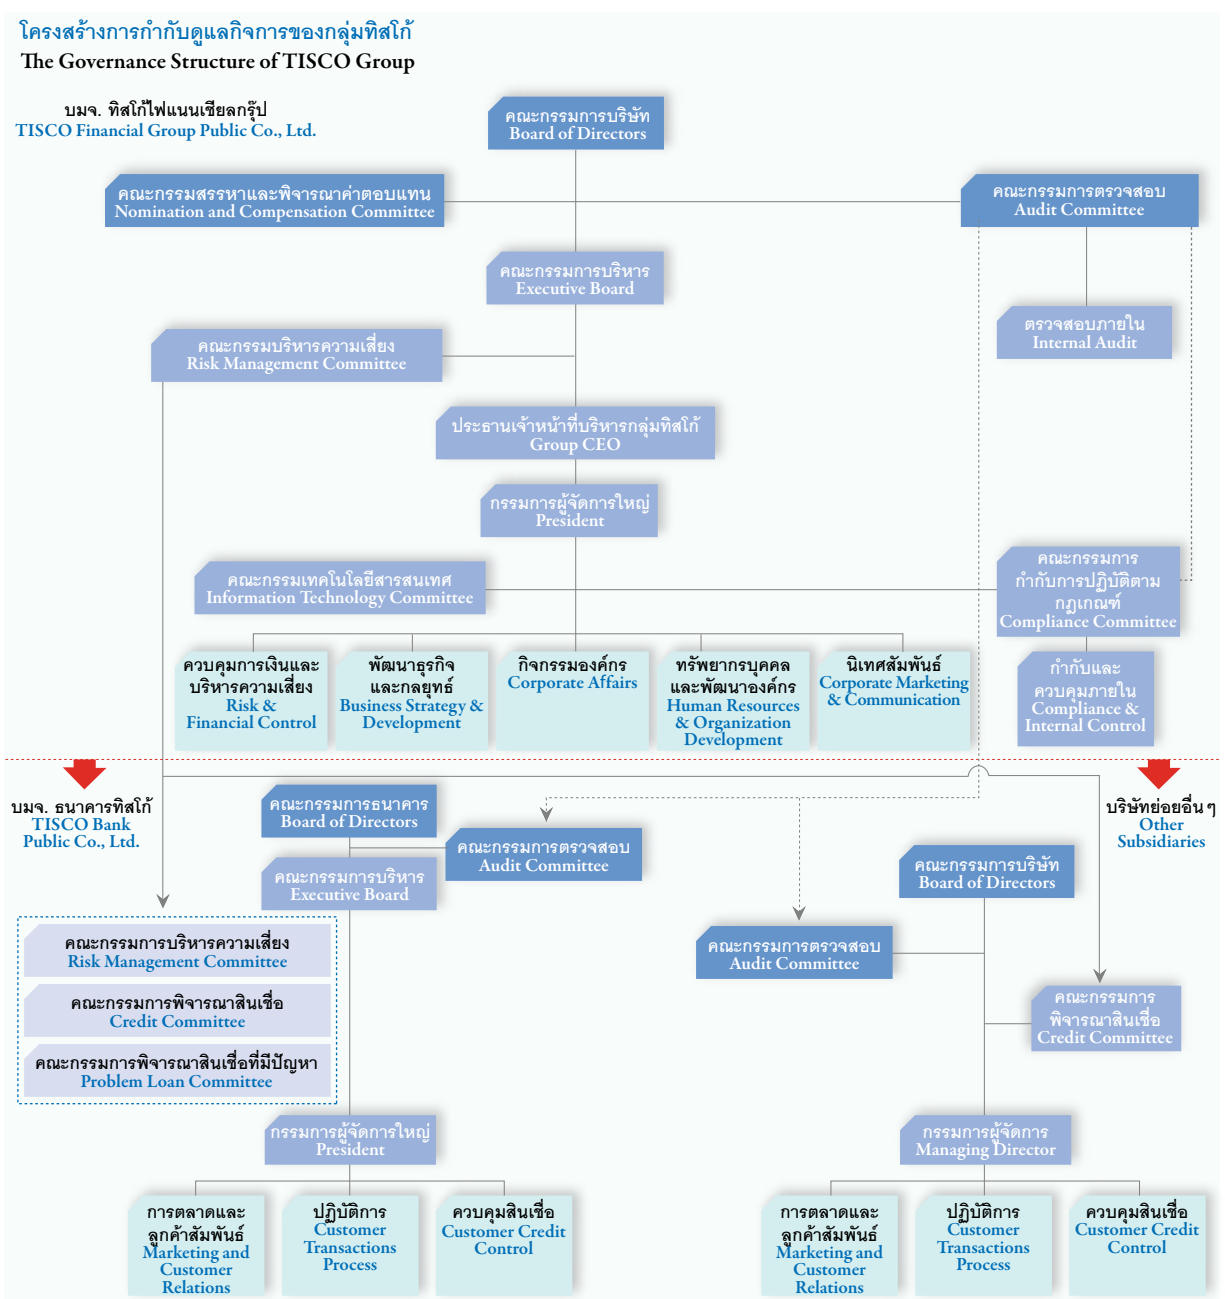 โครงสร้างการกำกับดูแลกิจการของกลุ่มทิสโก้
The Governance Structure of TISCO Group
บมจ. ทิสโก้ไฟแนนเชียลกรุ๊ป
TISCO Financial Group Public Co., Ltd.
คณะกรรมการบริษัท
Board of Directors
คณะกรรมสรรหาและพิจารณาค่าตอบแทน
Nomination and Compensation Committee
คณะกรรมการตรวจสอบ
Audit Committee
คณะกรรมการบริหาร
Executive Board
ตรวจสอบภายใน
Internal Audit
คณะกรรมบริหารความเสี่ยง
Risk Management Committee
ประธานเจ้าหน้าที่บริหารกลุ่มทิสโก้
Group CEO
กรรมการผู้จัดการใหญ่
President
คณะกรรมเทคโนโลยีสารสนเทศ
Information Technology Committee
คณะกรรมการ
กำกับการปฏิบัติตาม
กฎเกณฑ์
Compliance Committee
ควบคุมการเงินและ
บริหารความเสี่ยง
Risk &
Financial Control
พัฒนาธุรกิจ
และกลยุทธ์
Business Strategy &
Development
กิจกรรมองค์กร
Corporate Affairs
ทรัพยากรบุคคล
และพัฒนาองค์กร
Human Resources
& Organization
Development
นิเทศสัมพันธ์
Corporate Marketing
& Communication
กำกับและ
ควบคุมภายใน
Compliance &
Internal Control
บมจ. ธนาคารทิสโก้
TISCO Bank
Public Co., Ltd.
คณะกรรมการธนาคาร
Board of Directors
คณะกรรมการตรวจสอบ
Audit Committee
คณะกรรมการบริหาร
Executive Board
บริษัทย่อยอื่นๆ
Other
Subsidiaries
คณะกรรมการบริษัท
Board of Directors
คณะกรรมการตรวจสอบ
Audit Committee
คณะกรรมการบริหารความเสี่ยง
Risk Management Committee
คณะกรรมการพิจารณาสินเชื่อ
Credit Committee
คณะกรรมการพิจารณาสินเชื่อที่มีปัญหา
Problem Loan Committee
คณะกรรมการ
พิจารณาสินเชื่อ
Credit Committee
กรรมการผู้จัดการใหญ่
President
กรรมการผู้จัดการ
Managing Director
การตลาดและ
ลูกค้าสัมพันธ์
Marketing and
Customer
Relations
ปฏิบัติการ
Customer
Transactions
Process
ควบคุมสินเชื่อ
Customer Credit
Control
การตลาดและ
ลูกค้าสัมพันธ์
Marketing and
Customer
Relations
ปฏิบัติการ
Customer
Transactions
Process
ควบคุมสินเชื่อ
Customer Credit
Control